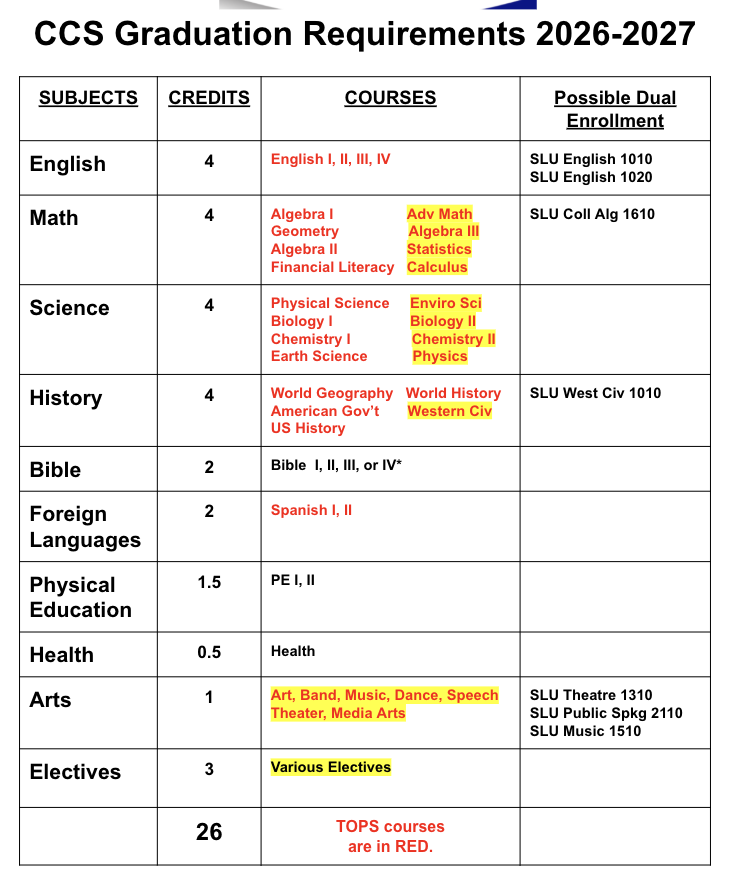 CCS Graduation Requirements 2026-2027
SUBJECTS CREDITS COURSES Possible Dual
Enrollment
English 4 English I, II, III, IV SLU English 1010
SLU English 1020
Math 4 Algebra I Adv Math SLU Coll Alg 1610
Geometry Algebra III
Algebra II Statistics
Financial Literacy Calculus
Science 4 Physical Science Enviro Sci
Biology I Biology II
Chemistry I Chemistry II
Earth Science Physics
History 4 World Geography World History SLU West Civ 1010
American Gov't Western Civ
US History
Bible 2 Bible I, II, III, or IV*
Foreign 2 Spanish I, II
Languages
Physical 1.5 PE I, II
Education
Health 0.5 Health
Arts 1 Art, Band, Music, Dance, Speech SLU Theatre 1310
Theater, Media Arts SLU Public Spkg 2110
SLU Music 1510
Electives 3 Various Electives
26 TOPS courses
are in RED.